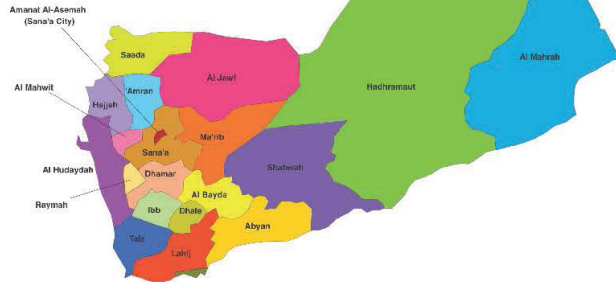 Amanat Al-Asemah
(Sana'a City)
Saada
Al Jawf
Al Mahrah
Al Mahwit
'Amran
Hadhramaut
Hajjah
Ma'rib
Sana'a
Al Hudaydah
Dhamar
Shabwah
Raymah
Al Bayda
Ibb
Dhale
Abyan
Taiz
Lahij